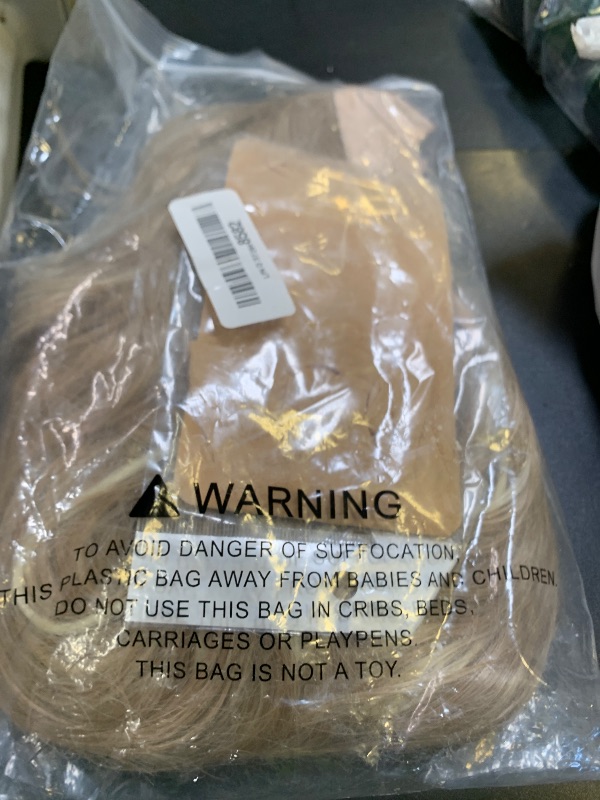 8582
WARNING
TO AVOID DANGER OF SUFFOCATION,
THIS PLASTIC BAG AWAY FROM BABIES AND CHILDREN.
DO NOT USE THIS BAG IN CRIBS, BEDS,
CARRIAGES OR PLAYPENS.
THIS BAG IS NOT A TOY.